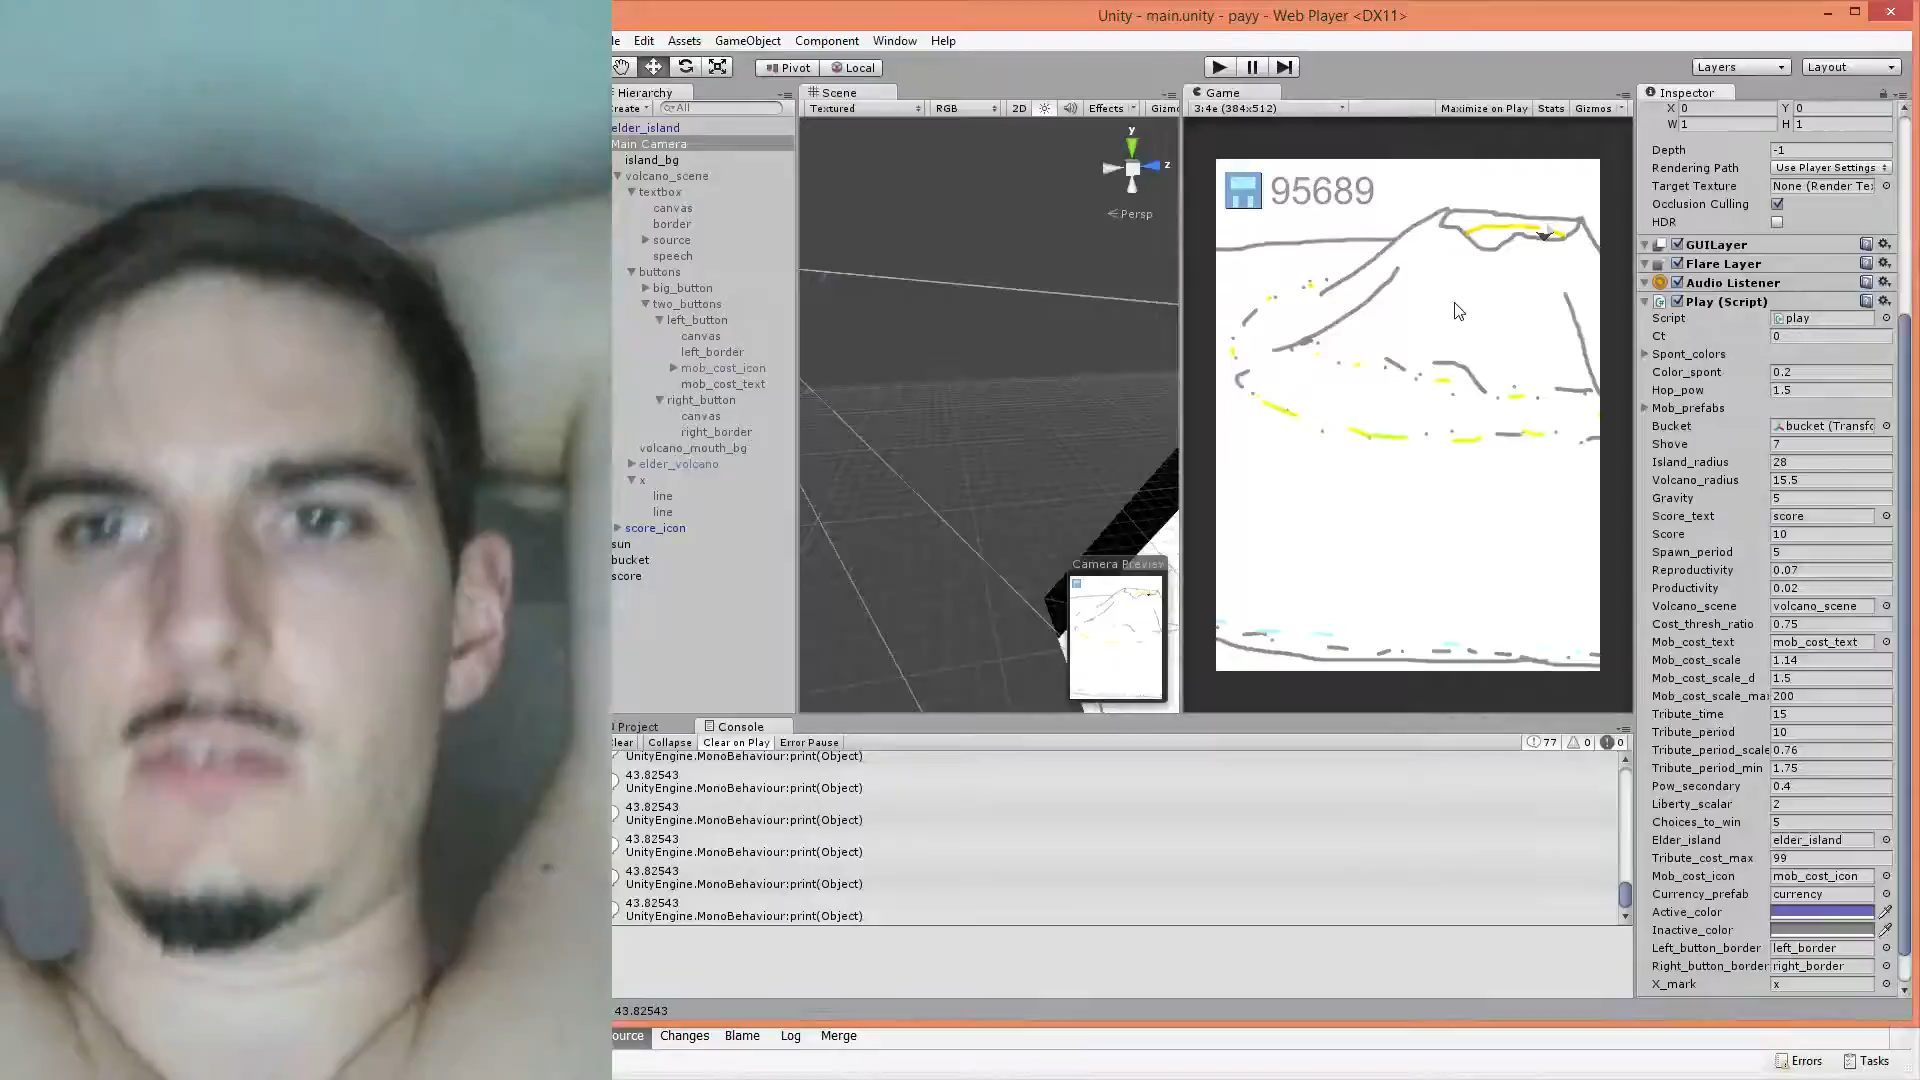 Unity - main.unity - payy - Web Player <DX11>
le Edit Assets GameObject Component Window Help
Pivot Local
Layers Layout
Hierarchy
Create All
elder_island
Main Camera
island_bg
volcano_scene
textbox
canvas
border
source
speech
buttons
big_button
two_buttons
left_button
canvas
left_border
mob_cost_icon
mob_cost_text
right_button
canvas
right_border
volcano_mouth_bg
elder_volcano
x
line
line
score_icon
sun
bucket
score
Scene
Textured RGB 2D Effects Gizmo
y
z
Persp
Camera Preview
Game
3:4e (384x512) Maximize on Play Stats Gizmos
95689
Inspector
X 0 Y 0
W 1 H 1
Depth -1
Rendering Path Use Player Settings
Target Texture None (Render Te:
Occlusion Culling
HDR
GUILayer
Flare Layer
Audio Listener
Play (Script)
Script play
Ct 0
Spont_colors
Color_spont 0.2
Hop_pow 1.5
Mob_prefabs
Bucket bucket (Transfo
Shove 7
Island_radius 28
Volcano_radius 15.5
Gravity 5
Score_text score
Score 10
Spawn_period 5
Reproductivity 0.07
Productivity 0.02
Volcano_scene volcano_scene
Cost_thresh_ratio 0.75
Mob_cost_text mob_cost_text
Mob_cost_scale 1.14
Mob_cost_scale_d 1.5
Mob_cost_scale_ma 200
Tribute_time 15
Tribute_period 10
Tribute_period_scale 0.76
Tribute_period_min 1.75
Pow_secondary 0.4
Liberty_scalar 2
Choices_to_win 5
Elder_island elder_island
Tribute_cost_max 99
Mob_cost_icon mob_cost_icon
Currency_prefab currency
Active_color
Inactive_color
Left_button_border left_border
Right_button_border right_border
X_mark x
Project Console
lear Collapse Clear on Play Error Pause 77 0 0
UnityEngine.MonoBehaviour:print(Object)
43.82543
UnityEngine.MonoBehaviour:print(Object)
43.82543
UnityEngine.MonoBehaviour:print(Object)
43.82543
UnityEngine.MonoBehaviour:print(Object)
43.82543
UnityEngine.MonoBehaviour:print(Object)
43.82543
UnityEngine.MonoBehaviour:print(Object)
43.82543
ource Changes Blame Log Merge
Errors Tasks